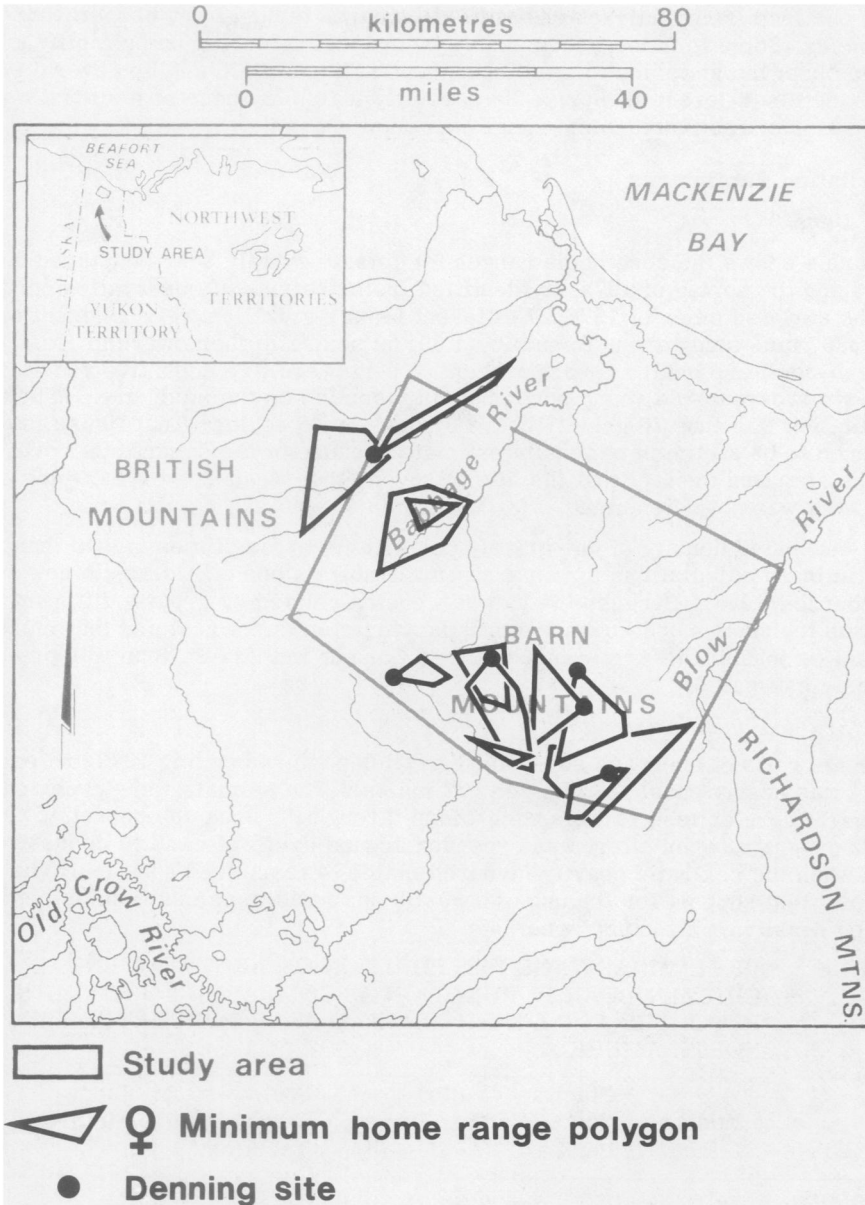 0 kilometres 80
0 miles 40
BEAFORT
SEA
NORTHWEST
STUDY AREA
TERRITORIES
YUKON
TERRITORY
MACKENZIE
BAY
BRITISH
MOUNTAINS
Babbage River
Blow River
BARN
MOUNTAINS
RICHARDSON MTNS.
Old Crow River
Study area
♀ Minimum home range polygon
Denning site